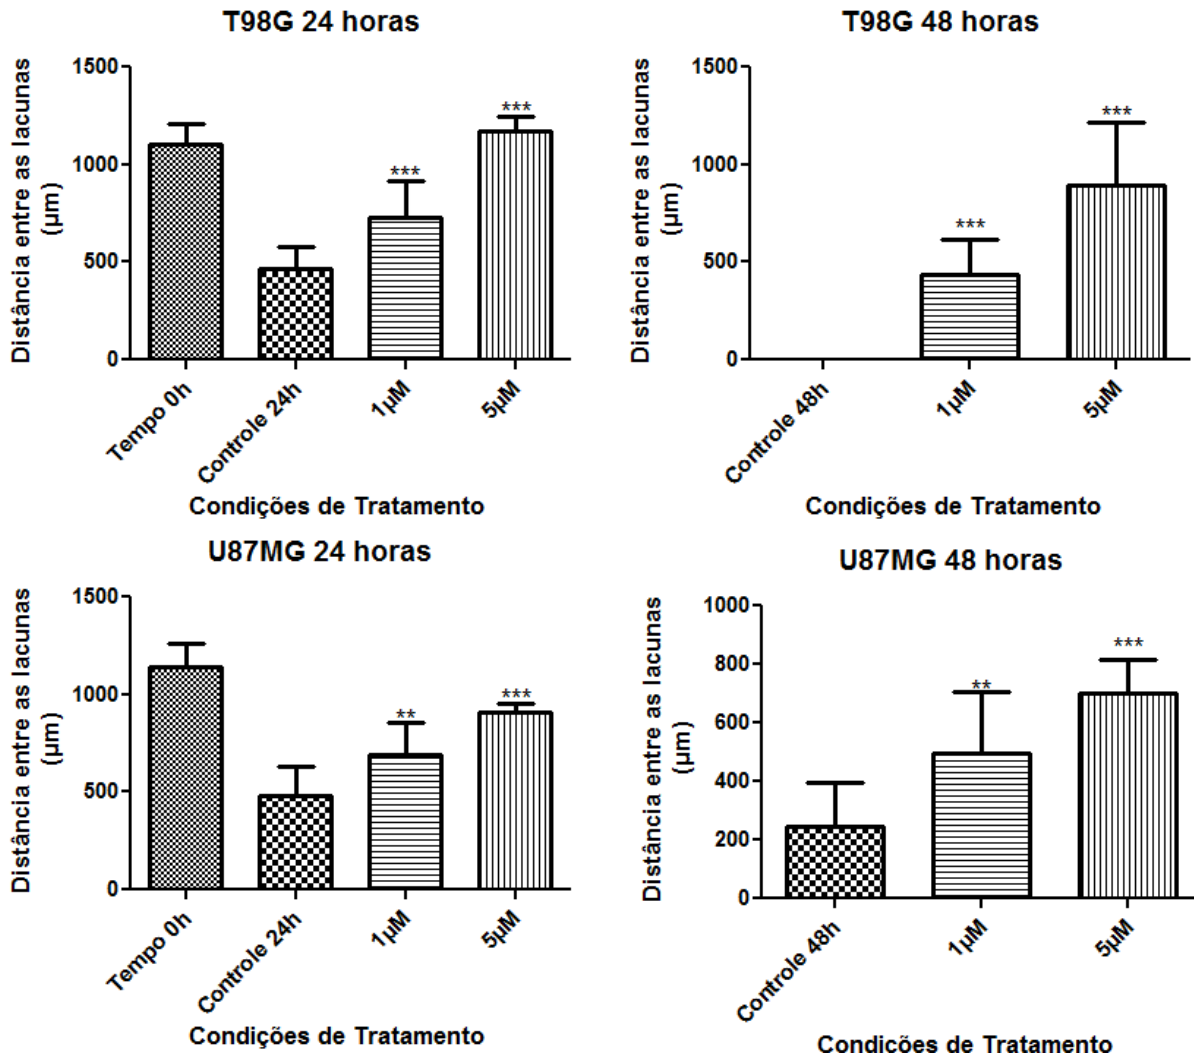 T98G 24 horas
Distância entre as lacunas
(µm)
1500
1000
500
0
***
***
Tempo 0h
Controle 24h
1µM
5µM
Condições de Tratamento
T98G 48 horas
Distância entre as lacunas
(µm)
1500
1000
500
0
***
***
Controle 48h
1µM
5µM
Condições de Tratamento
U87MG 24 horas
Distância entre as lacunas
(µm)
1500
1000
500
0
**
***
Tempo 0h
Controle 24h
1µM
5µM
Condições de Tratamento
U87MG 48 horas
Distância entre as lacunas
(µm)
1000
800
600
400
200
0
**
***
Controle 48h
1µM
5µM
Condições de Tratamento